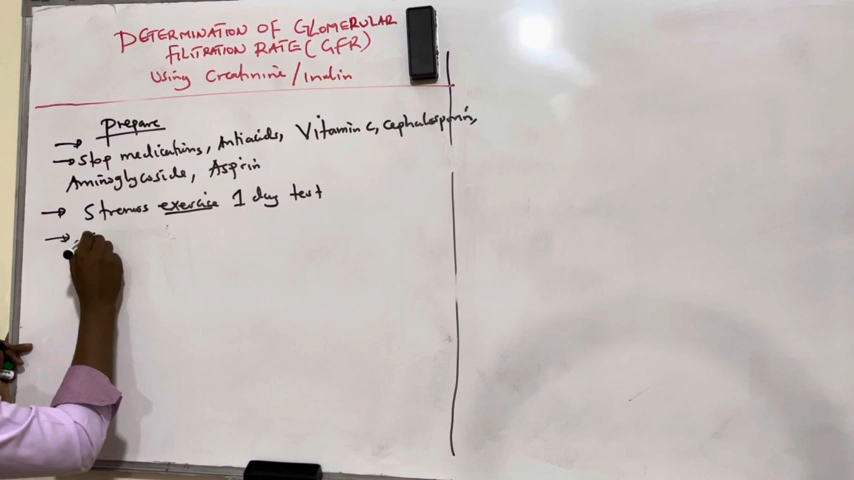 DETERMINATION OF GLOMERULAR
FILTRATION RATE (GFR)
Using Creatinine/Inulin
Prepare
→ Stop medications, Antiacids, Vitamin C, Cephalosporin,
Aminoglycoside, Aspirin
→ Strenuss exercise 1 day test
→